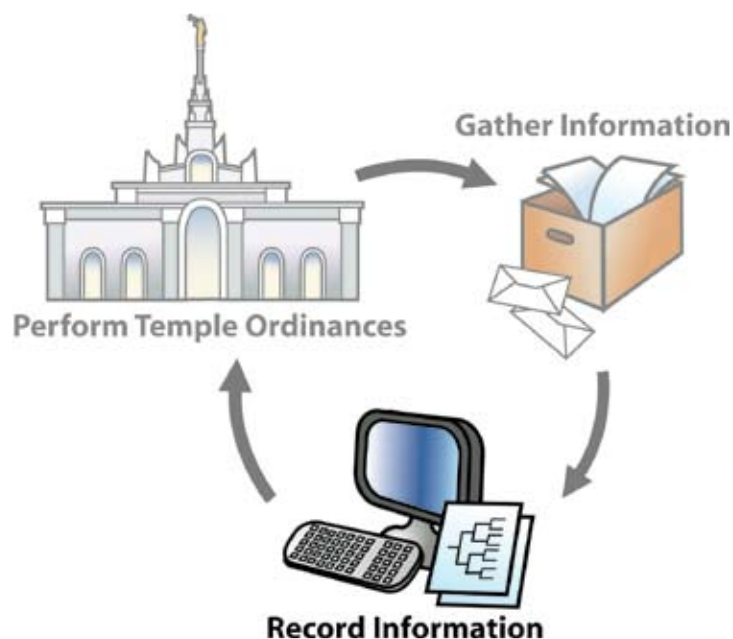 Gather Information
Perform Temple Ordinances
Record Information